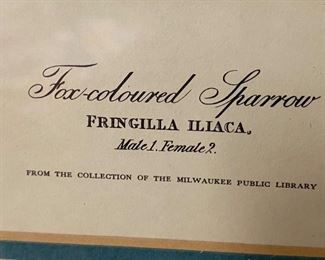 Fox-coloured Sparrow
FRINGILLA ILIACA.
Male 1. Female 2.
FROM THE COLLECTION OF THE MILWAUKEE PUBLIC LIBRARY